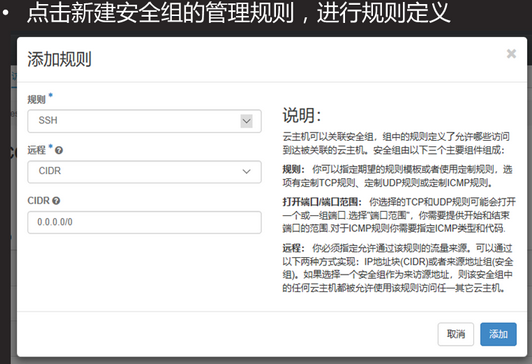 • 点击新建安全组的管理规则，进行规则定义
添加规则
×
规则 *
SSH
远程 * ?
CIDR
CIDR ?
0.0.0.0/0
说明：
云主机可以关联安全组，组中的规则定义了允许哪些访问
到达被关联的云主机。安全组由以下三个主要组件组成：
规则： 你可以指定期望的规则模板或者使用定制规则，选
项有定制TCP规则、定制UDP规则或定制ICMP规则。
打开端口/端口范围： 你选择的TCP和UDP规则可能会打开
一个或一组端口.选择"端口范围"，你需要提供开始和结束
端口的范围.对于ICMP规则你需要指定ICMP类型和代码.
远程： 你必须指定允许通过该规则的流量来源。可以通过
以下两种方式实现：IP地址块(CIDR)或者来源地址组(安全
组)。如果选择一个安全组作为来访源地址，则该安全组中
的任何云主机都被允许使用该规则访问任一其它云主机。
取消
添加